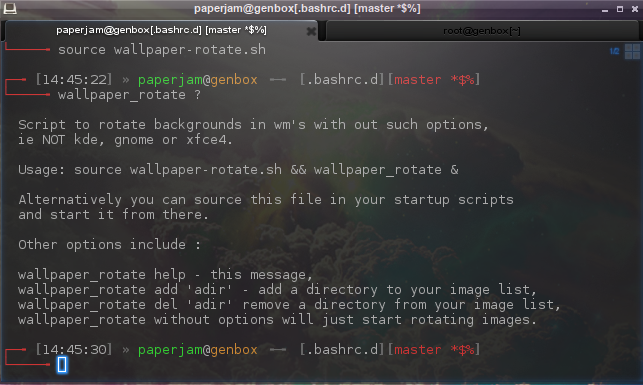 paperjam@genbox[.bashrc.d] [master *$%]
paperjam@genbox[.bashrc.d] [master *$%]
root@genbox[~]
source wallpaper-rotate.sh
[14:45:22] » paperjam@genbox ─╼ [.bashrc.d][master *$%]
wallpaper_rotate ?
Script to rotate backgrounds in wm's with out such options,
ie NOT kde, gnome or xfce4.
Usage: source wallpaper-rotate.sh && wallpaper_rotate &
Alternatively you can source this file in your startup scripts
and start it from there.
Other options include :
wallpaper_rotate help - this message,
wallpaper_rotate add 'adir' - add a directory to your image list,
wallpaper_rotate del 'adir' remove a directory from your image list,
wallpaper_rotate without options will just start rotating images.
[14:45:30] » paperjam@genbox ─╼ [.bashrc.d][master *$%]